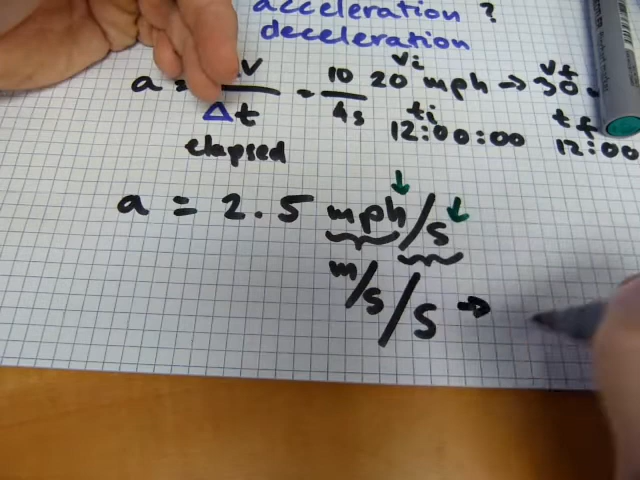 acceleration ?
deceleration
a = V / Δt = 10 / 4s
elapsed
vi vf
20 mph → 30
ti tf
12:00:00 12:00
a = 2.5 mph/s
m/s/s →